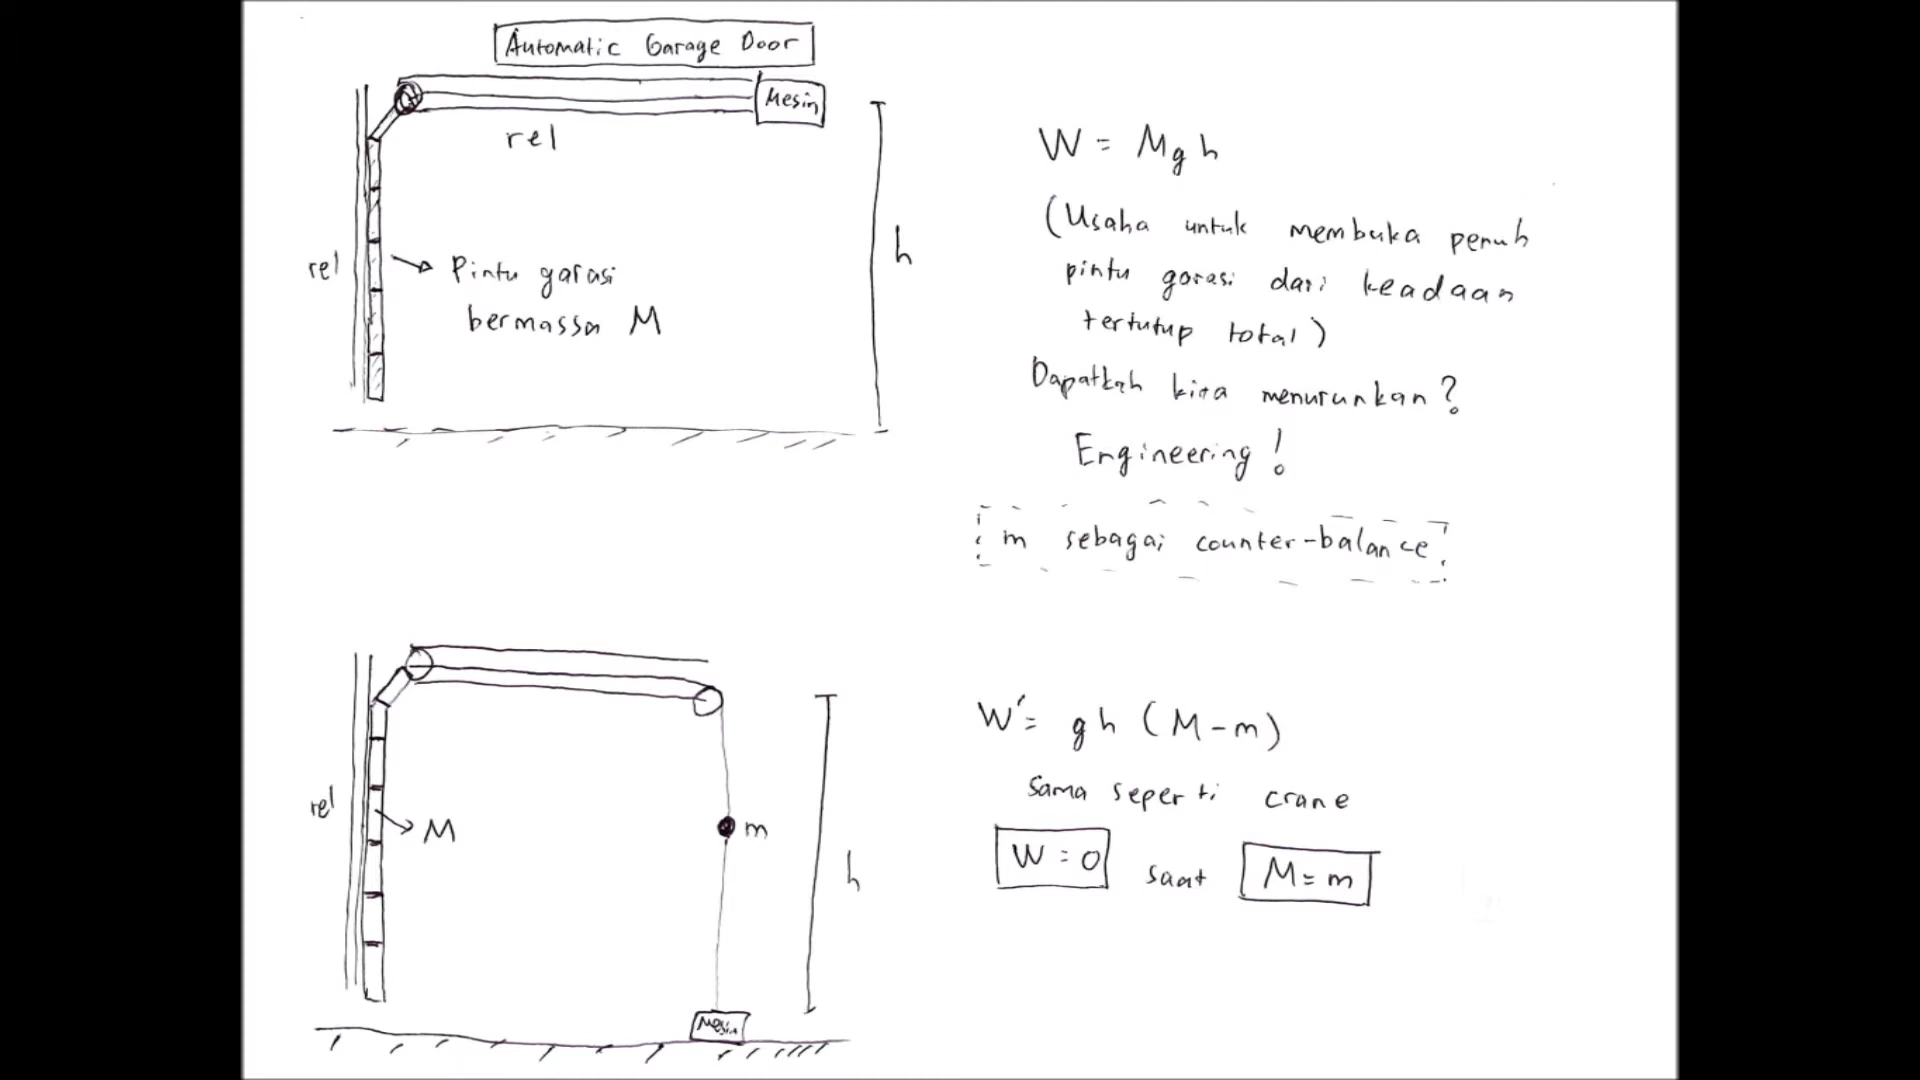 Automatic Garage Door
Mesin
rel
rel
Pintu garasi
bermassa M
h
W = Mgh
(Usaha untuk membuka penuh
pintu garasi dari keadaan
tertutup total)
Dapatkah kita menurunkan?
Engineering!
m sebagai counter-balance
rel
M
m
h
Mesin
W' = gh (M - m)
Sama seperti crane
W = 0 saat M = m